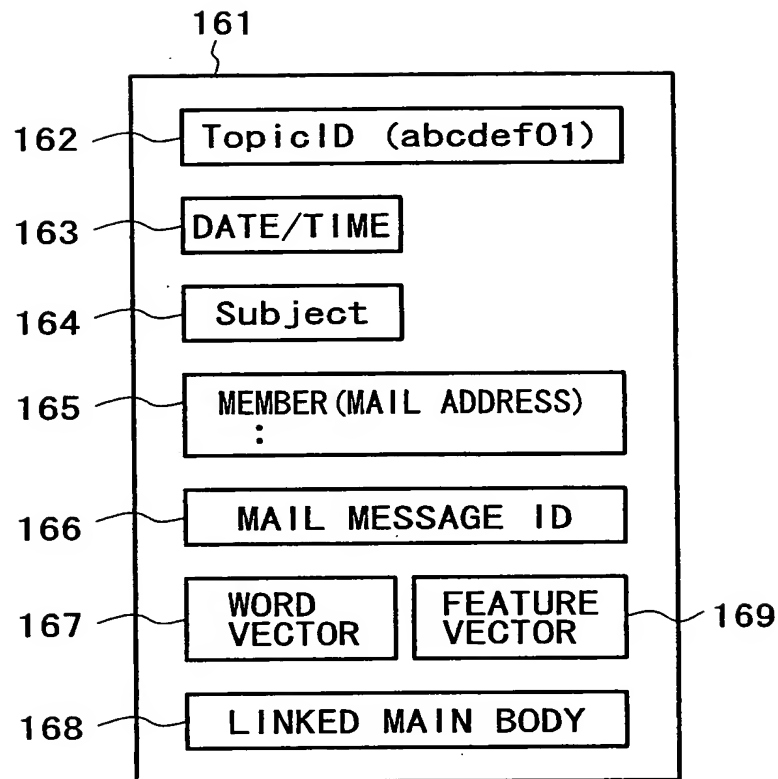 161
162 TopicID (abcdef01)
163 DATE/TIME
164 Subject
165 MEMBER(MAIL ADDRESS)
:
166 MAIL MESSAGE ID
WORD FEATURE
167 VECTOR VECTOR 169
168 LINKED MAIN BODY